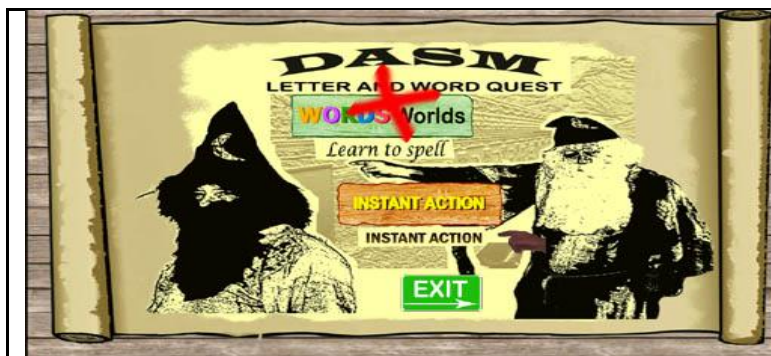 DASM
LETTER AND WORD QUEST
WORDS Worlds
Learn to spell
INSTANT ACTION
INSTANT ACTION
EXIT